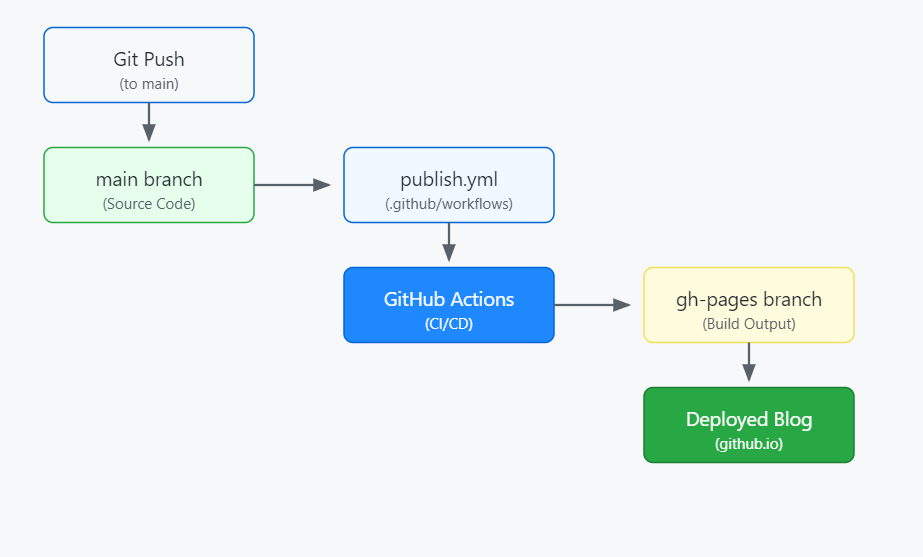 Git Push
(to main)
main branch
(Source Code)
publish.yml
(.github/workflows)
GitHub Actions
(CI/CD)
gh-pages branch
(Build Output)
Deployed Blog
(github.io)